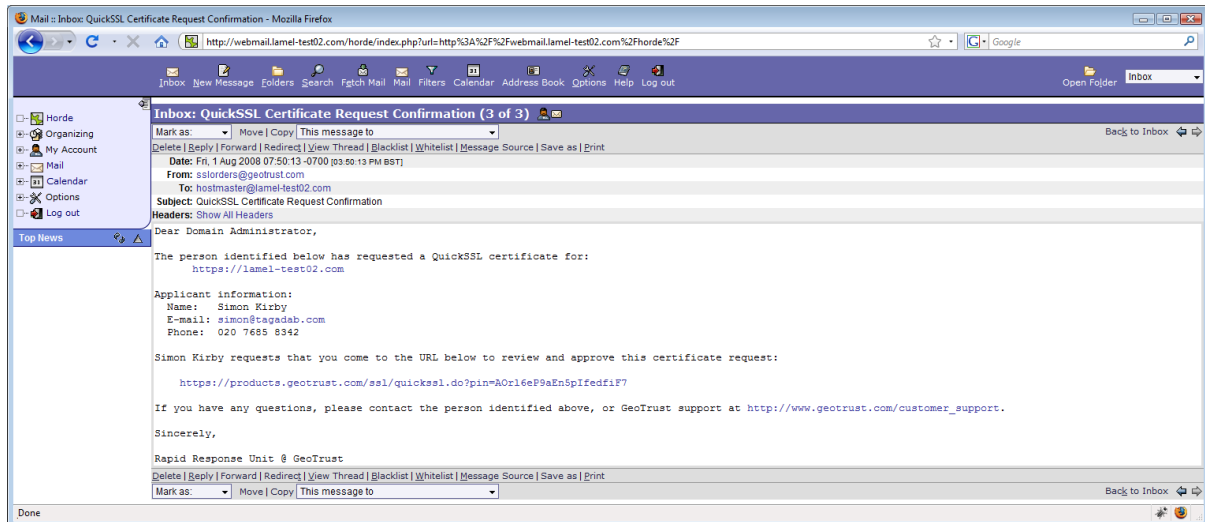 Mail :: Inbox: QuickSSL Certificate Request Confirmation - Mozilla Firefox
http://webmail.lamel-test02.com/horde/index.php?url=http%3A%2F%2Fwebmail.lamel-test02.com%2Fhorde%2F
G Google
Inbox New Message Folders Search Fetch Mail Mail Filters Calendar Address Book Options Help Log out
Open Folder Inbox
Horde
Organizing
My Account
Mail
31 Calendar
Options
Log out
Top News
Inbox: QuickSSL Certificate Request Confirmation (3 of 3)
Mark as: Move | Copy This message to Back to Inbox
Delete | Reply | Forward | Redirect | View Thread | Blacklist | Whitelist | Message Source | Save as | Print
Date: Fri, 1 Aug 2008 07:50:13 -0700 [03:50:13 PM BST]
From: sslorders@geotrust.com
To: hostmaster@lamel-test02.com
Subject: QuickSSL Certificate Request Confirmation
Headers: Show All Headers
Dear Domain Administrator,
The person identified below has requested a QuickSSL certificate for:
https://lamel-test02.com
Applicant information:
Name: Simon Kirby
E-mail: simon@tagadab.com
Phone: 020 7685 8342
Simon Kirby requests that you come to the URL below to review and approve this certificate request:
https://products.geotrust.com/ssl/quickssl.do?pin=AOrl6eP9aEn5pIfedfiF7
If you have any questions, please contact the person identified above, or GeoTrust support at http://www.geotrust.com/customer_support.
Sincerely,
Rapid Response Unit @ GeoTrust
Delete | Reply | Forward | Redirect | View Thread | Blacklist | Whitelist | Message Source | Save as | Print
Mark as: Move | Copy This message to Back to Inbox
Done